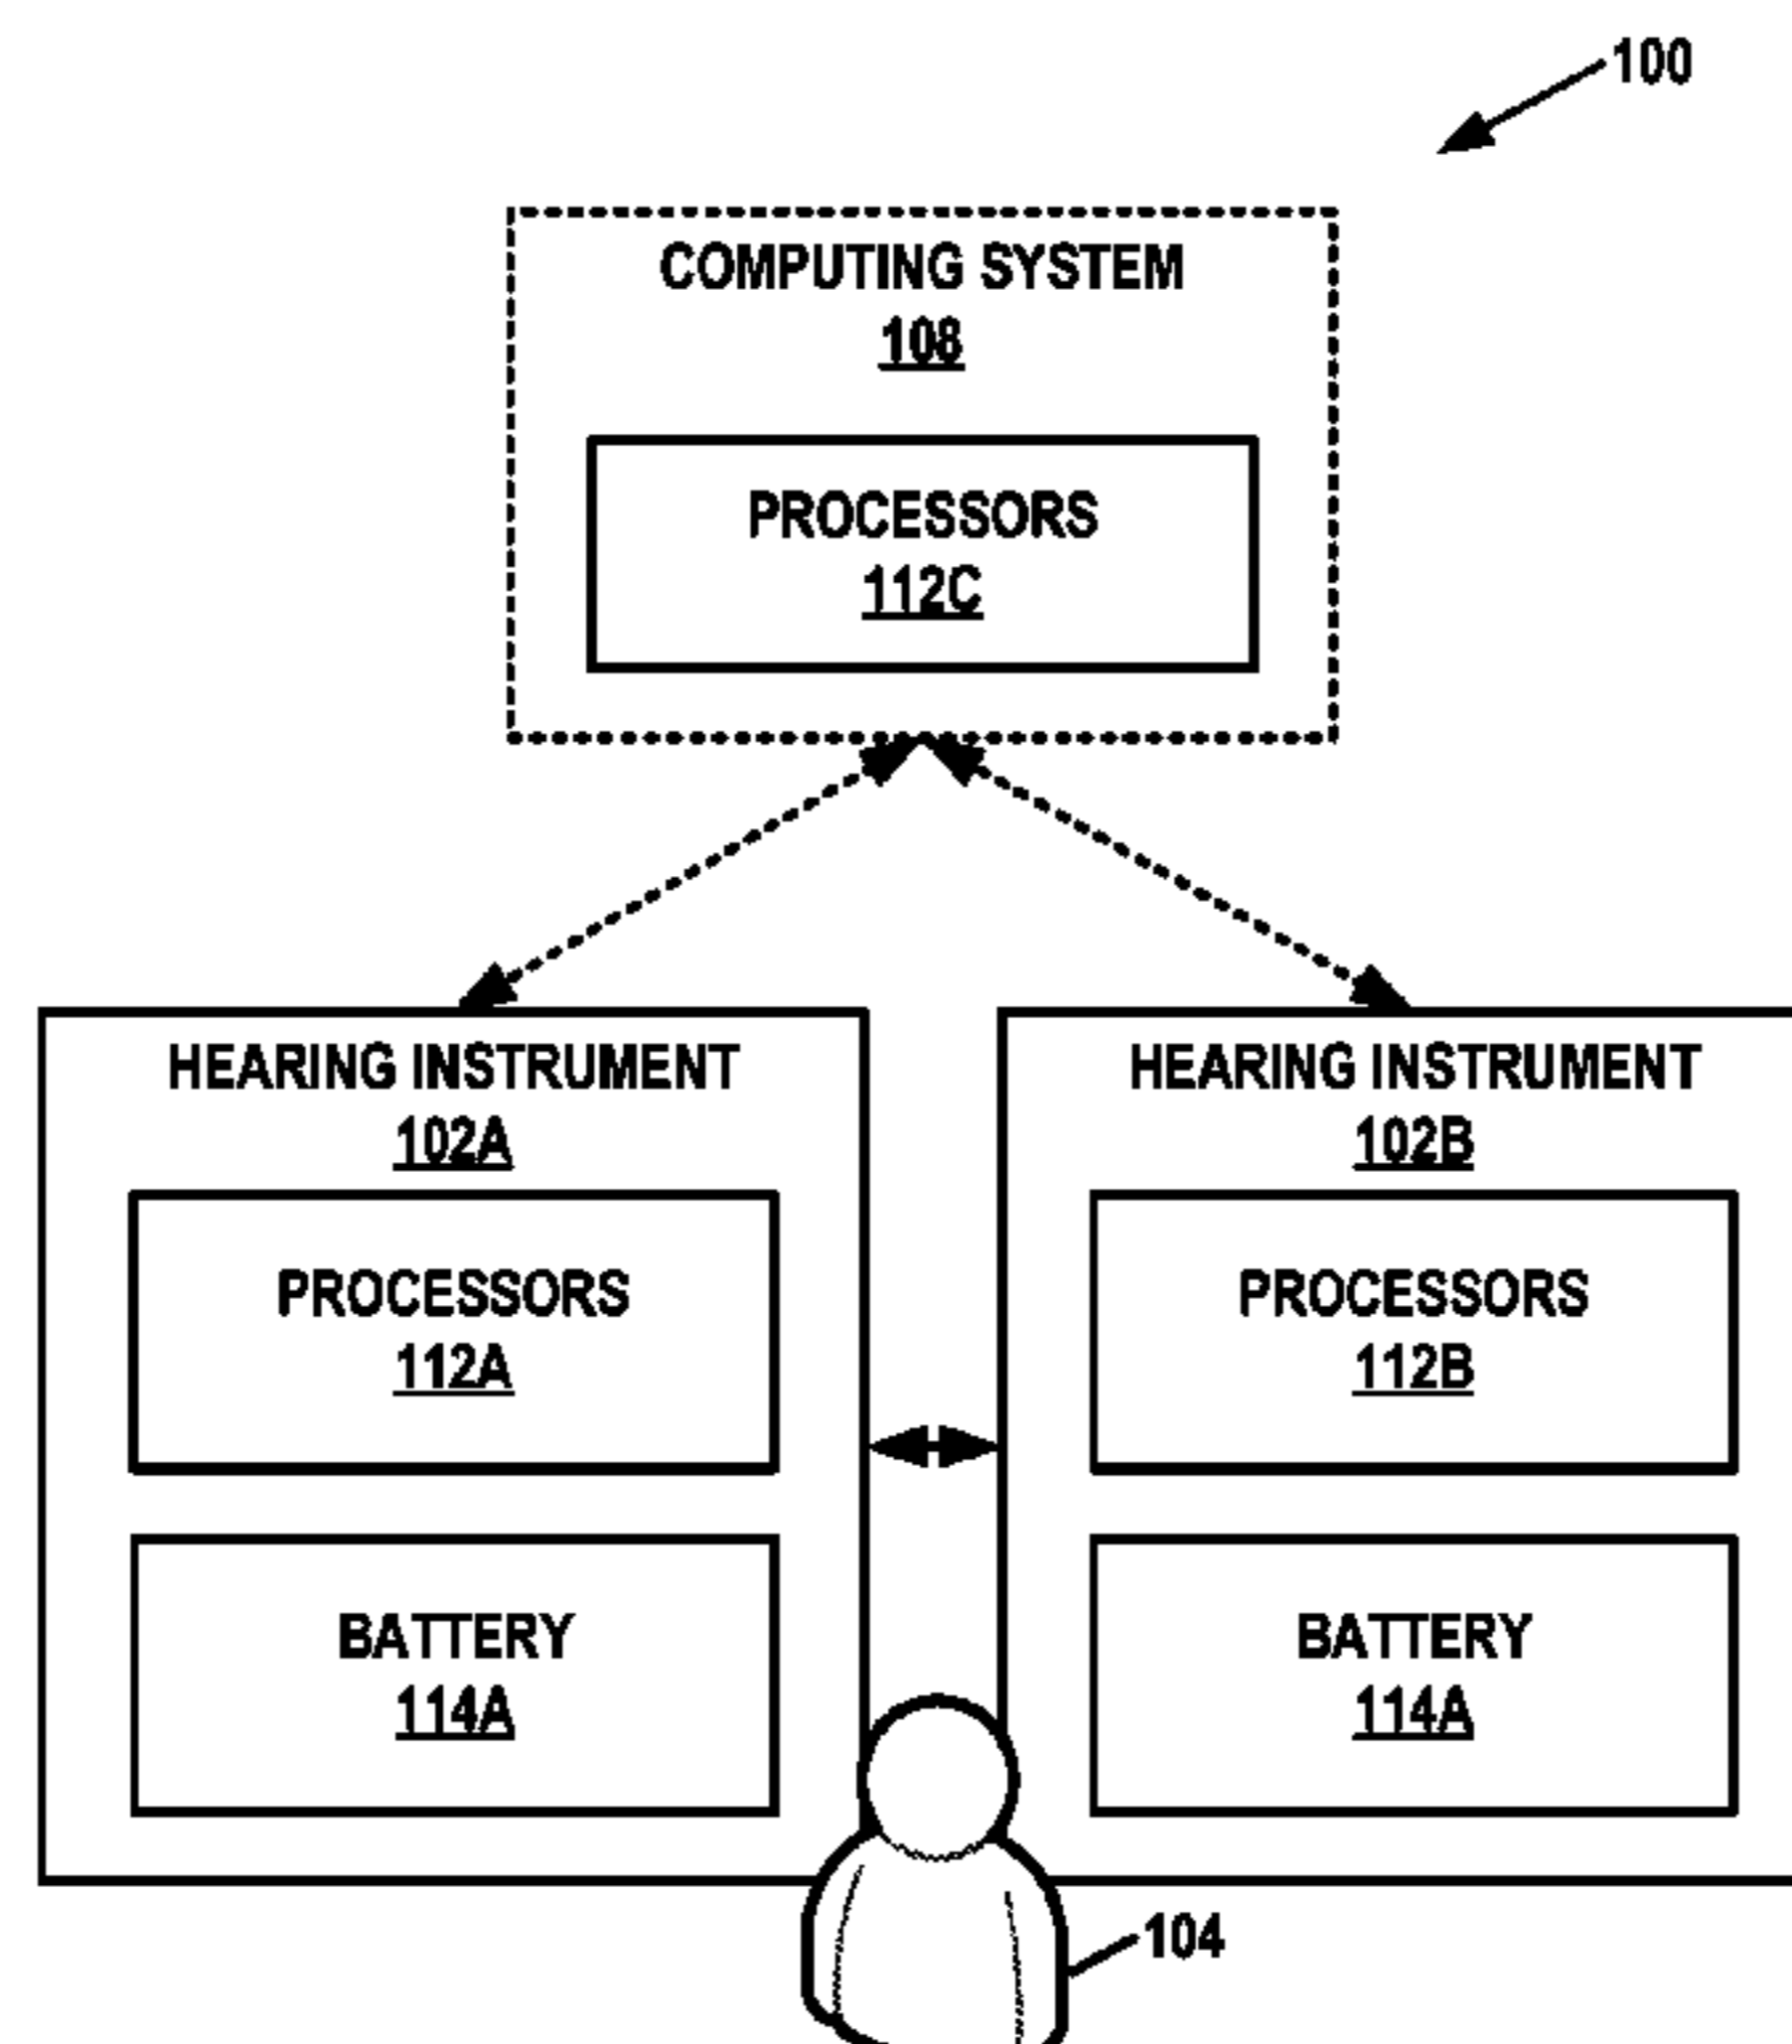 100
COMPUTING SYSTEM
108
PROCESSORS
112C
HEARING INSTRUMENT
102A
PROCESSORS
112A
BATTERY
114A
HEARING INSTRUMENT
102B
PROCESSORS
112B
BATTERY
114A
104